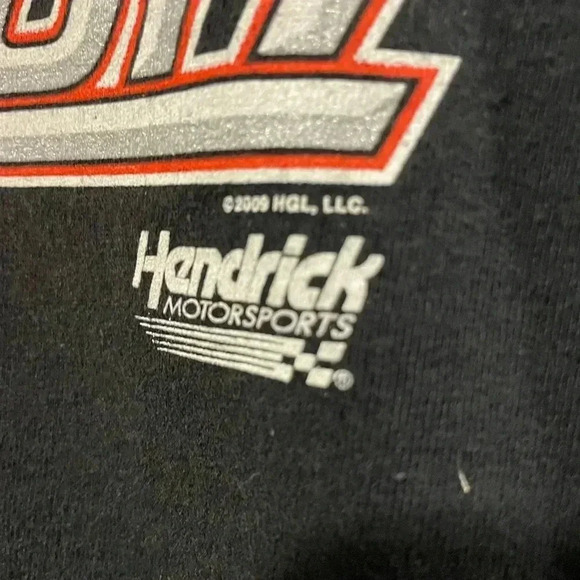 ©2009 HGL, LLC.
Hendrick
MOTORSPORTS
®